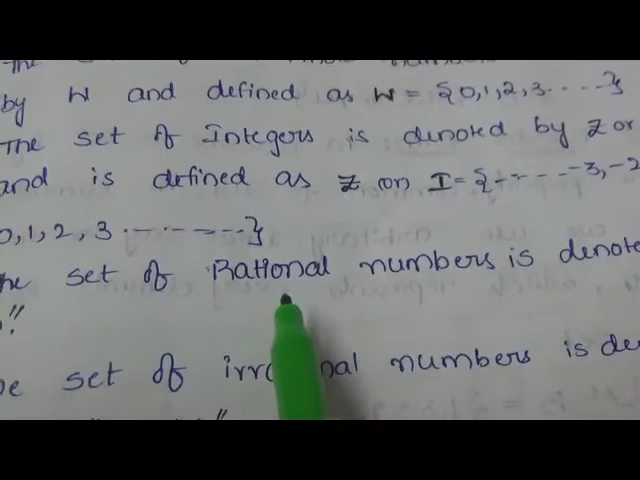 The
by W and defined as W = {0,1,2,3.....}
The set of Integers is denoted by Z or
and is defined as Z or I = {------3,-2
0,1,2,3 -------}
he set of Rational numbers is denote
"
he set of irr nal numbers is de
"